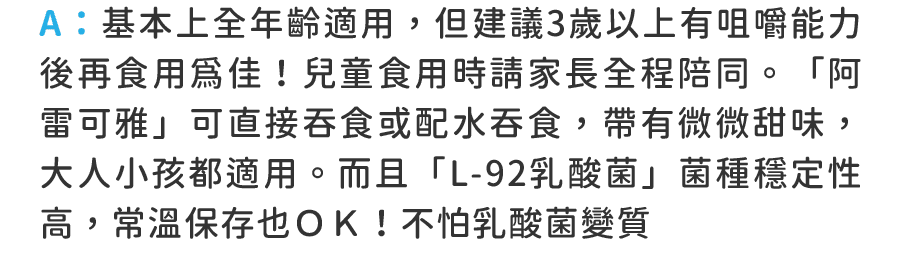 A：基本上全年齡適用，但建議3歲以上有咀嚼能力
後再食用爲佳！兒童食用時請家長全程陪同。「阿
雷可雅」可直接吞食或配水吞食，帶有微微甜味，
大人小孩都適用。而且「L-92乳酸菌」菌種穩定性
高，常溫保存也ＯＫ！不怕乳酸菌變質